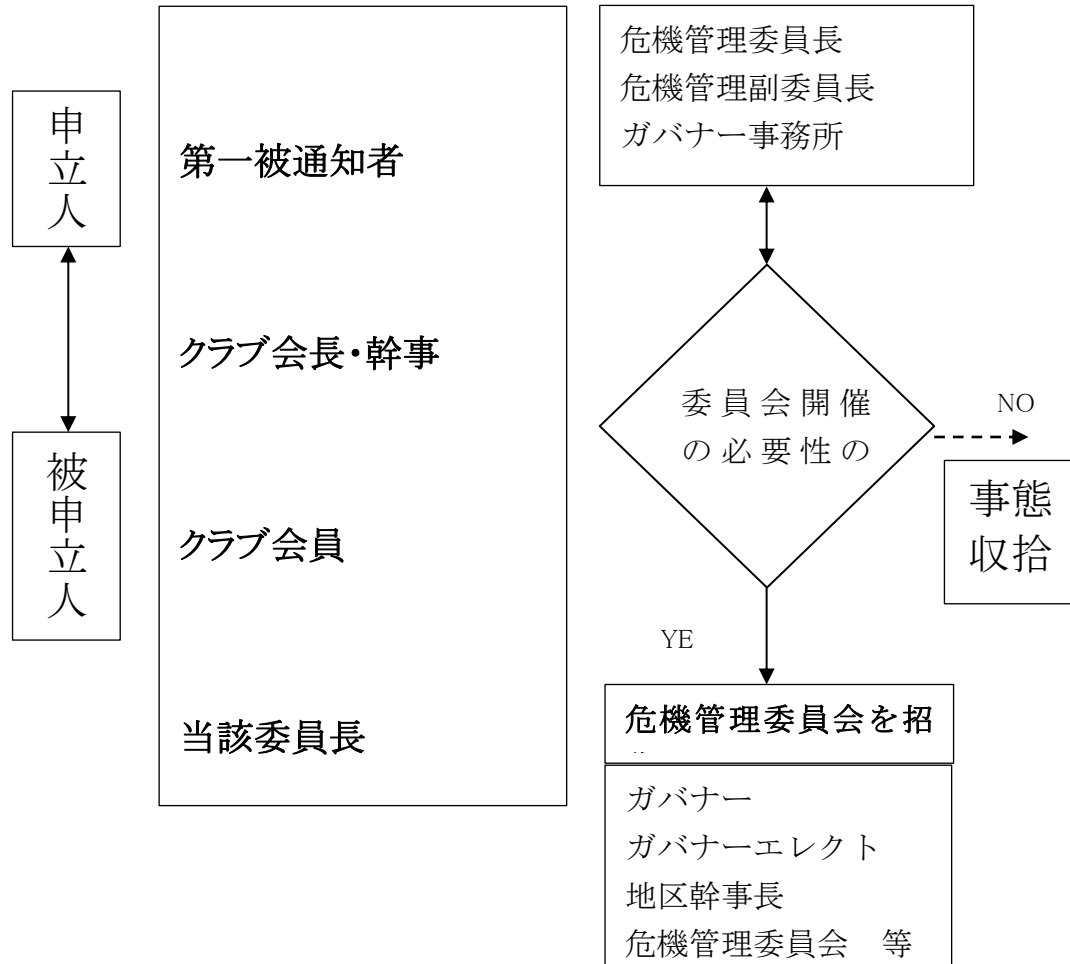 申立人
被申立人
第一被通知者
クラブ会長・幹事
クラブ会員
当該委員長
危機管理委員長
危機管理副委員長
ガバナー事務所
委員会開催
の必要性の
NO
事態
収拾
YE
危機管理委員会を招
ガバナー
ガバナーエレクト
地区幹事長
危機管理委員会　等